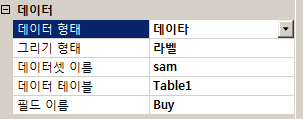 데이터
데이터 형태 데이타
그리기 형태 라벨
데이터셋 이름 sam
데이터 테이블 Table1
필드 이름 Buy